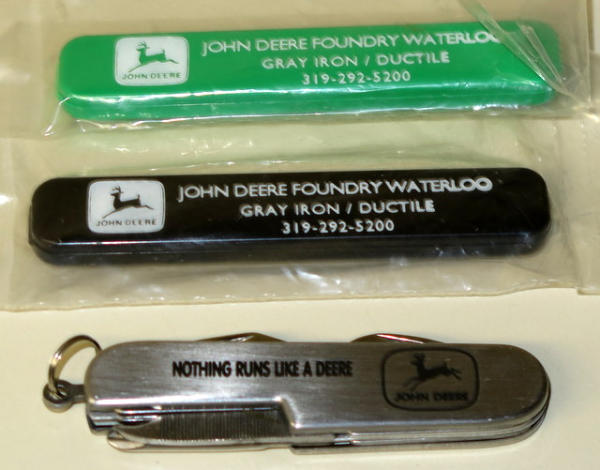 JOHN DEERE FOUNDRY WATERLOO
GRAY IRON / DUCTILE
319-292-5200
JOHN DEERE
JOHN DEERE FOUNDRY WATERLOO
GRAY IRON / DUCTILE
319-292-5200
JOHN DEERE
NOTHING RUNS LIKE A DEERE
JOHN DEERE